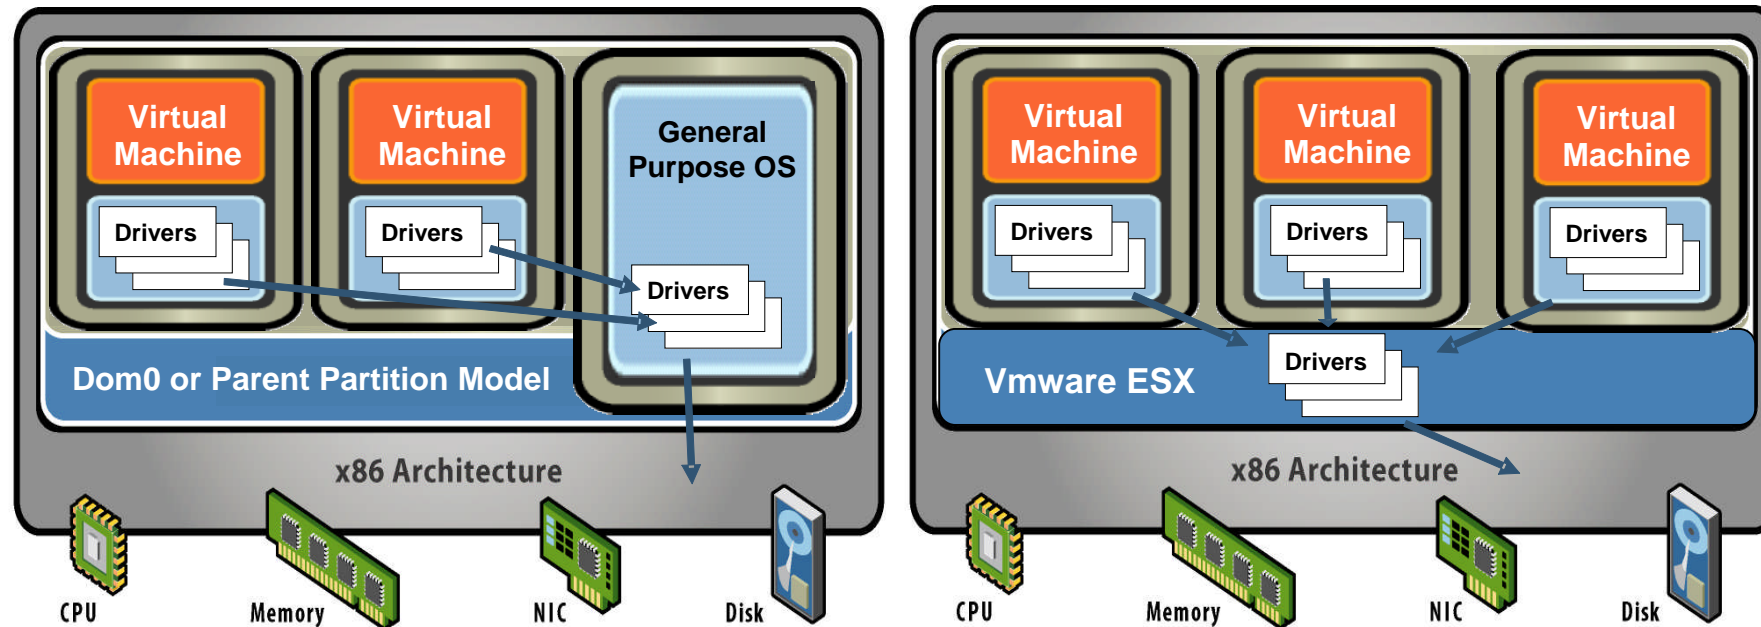 Virtual
Machine
Virtual
Machine
General
Purpose OS
Drivers
Drivers
Drivers
Dom0 or Parent Partition Model
x86 Architecture
CPU
Memory
NIC
Disk
Virtual
Machine
Virtual
Machine
Virtual
Machine
Drivers
Drivers
Drivers
Drivers
Vmware ESX
x86 Architecture
CPU
Memory
NIC
Disk